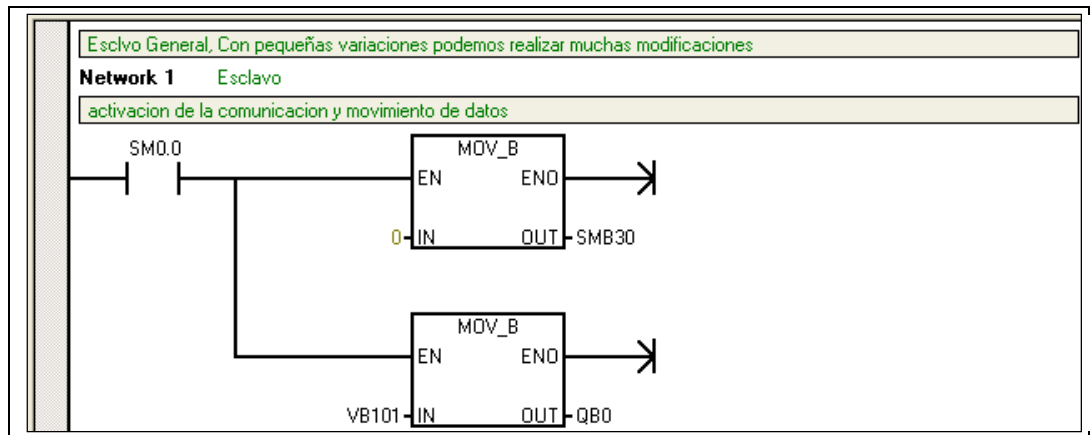 Esclvo General, Con pequeñas variaciones podemos realizar muchas modificaciones
Network 1 Esclavo
activacion de la comunicacion y movimiento de datos
SM0.0
MOV_B
EN ENO
0 IN OUT SMB30
MOV_B
EN ENO
VB101 IN OUT QB0